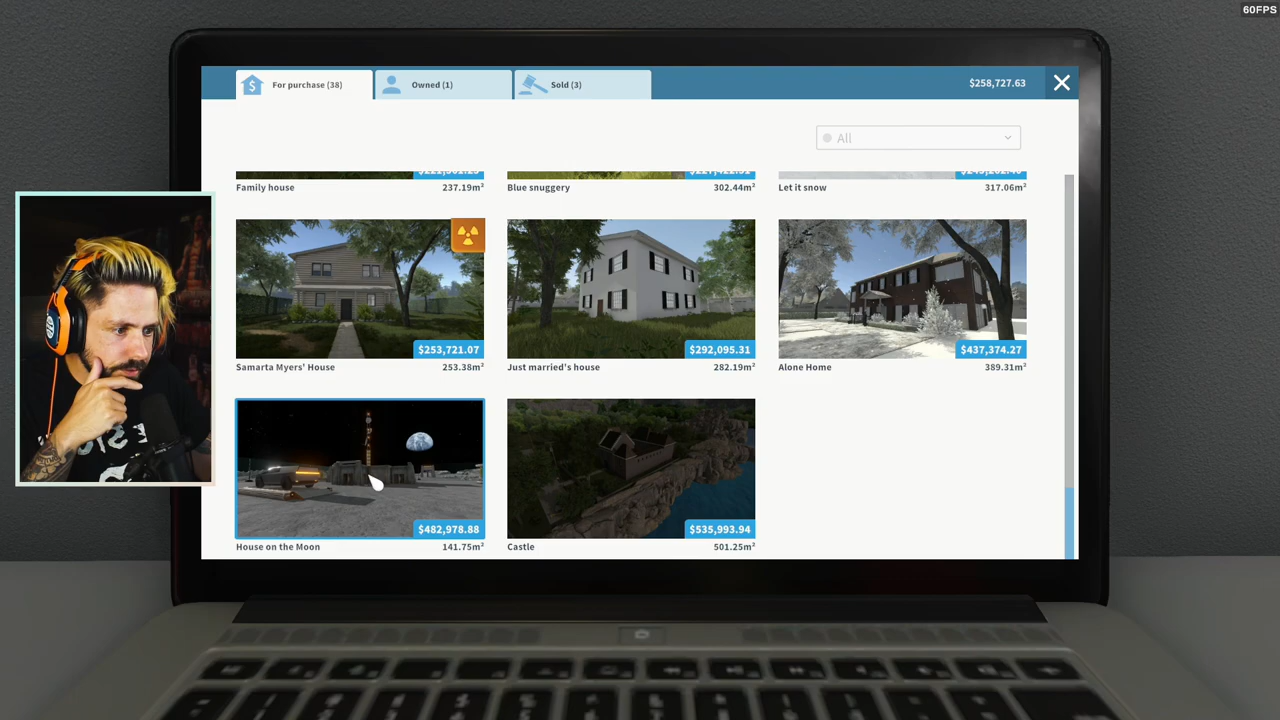 60FPS
For purchase (38)
Owned (1)
Sold (3)
$258,727.63
All
Family house
237.19m²
Blue snuggery
302.44m²
Let it snow
317.06m²
$253,721.07
$292,095.31
$437,374.27
Samarta Myers' House
253.38m²
Just married's house
282.19m²
Alone Home
389.31m²
$482,978.88
$535,993.94
House on the Moon
141.75m²
Castle
501.25m²